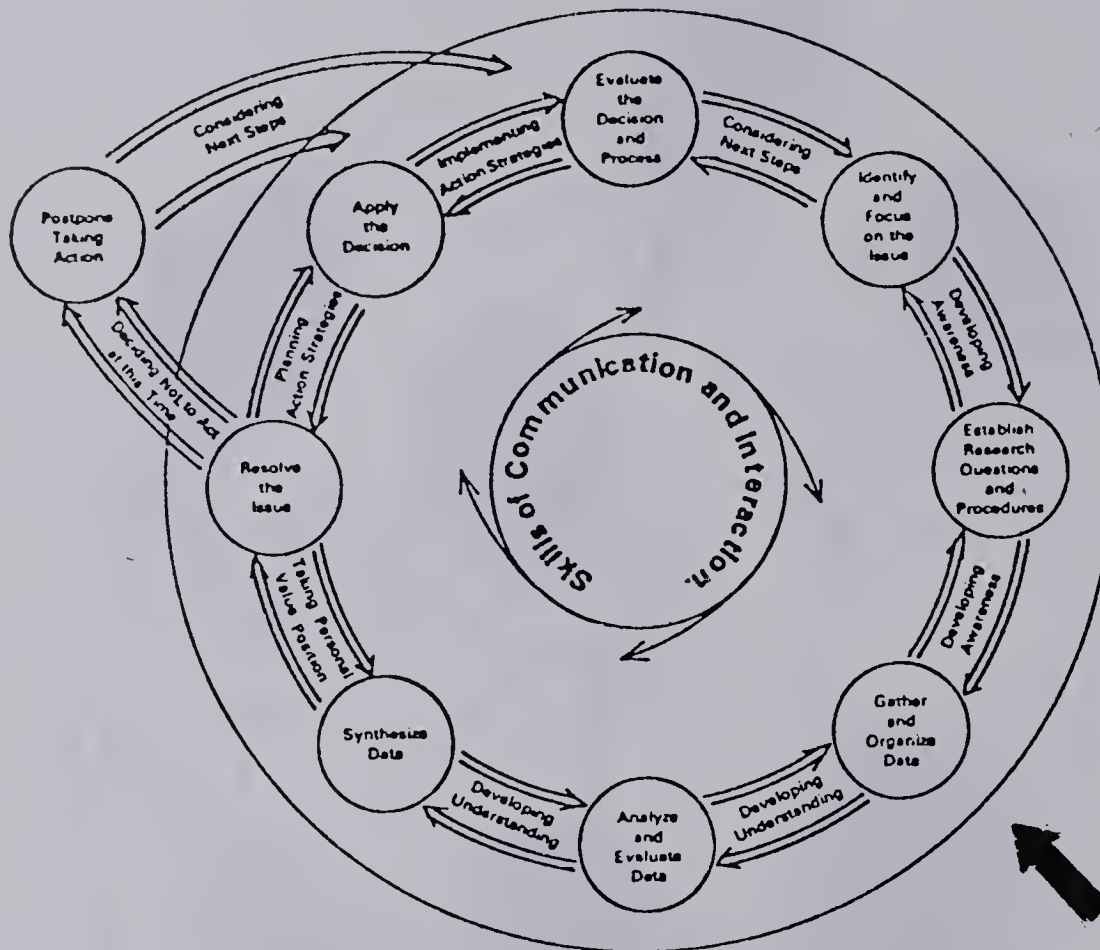 Evaluate
the
Decision
and
Process
Considering
Next Steps
Identify
and
Focus
on the
Issue
Developing
Awareness
Establish
Research
Questions
and
Procedures
Developing
Awareness
Gather
and
Organize
Data
Developing
Understanding
Analyze
and
Evaluate
Data
Developing
Understanding
Synthesize
Data
Taking Personal
Value Position
Resolve
the
Issue
Planning
Action Strategies
Apply
the
Decision
Implementing
Action Strategies
Deciding Not to Act
at this Time
Postpone
Taking
Action
Considering
Next Steps
Skills of Communication and Interaction.